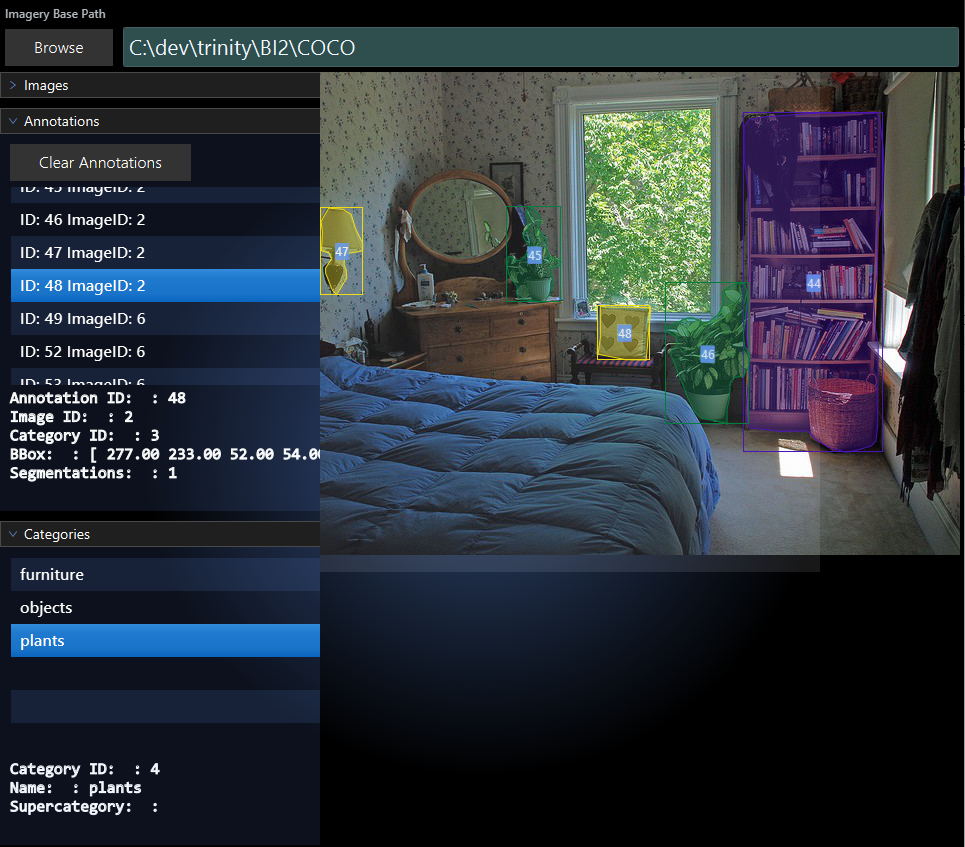 Imagery Base Path
Browse
C:\dev\trinity\BI2\COCO
Images
Annotations
Clear Annotations
ID: 45 ImageID: 2
ID: 46 ImageID: 2
ID: 47 ImageID: 2
ID: 48 ImageID: 2
ID: 49 ImageID: 6
ID: 52 ImageID: 6
ID: 53 ImageID: 6
Annotation ID:  : 48
Image ID:  : 2
Category ID:  : 3
BBox:  : [ 277.00 233.00 52.00 54.00
Segmentations:  : 1
Categories
furniture
objects
plants
Category ID:  : 4
Name:  : plants
Supercategory:  :
47
45
44
48
46